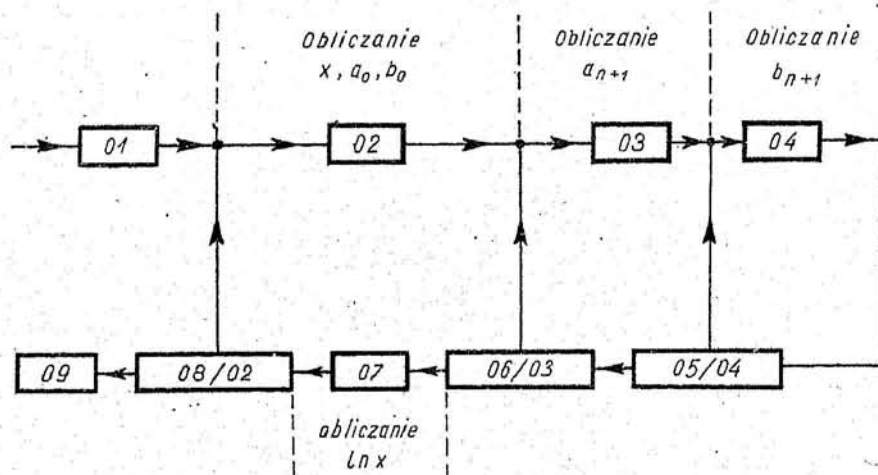 Obliczanie
x, a₀, b₀
Obliczanie
aₙ₊₁
Obliczanie
bₙ₊₁
01
02
03
04
09
08/02
07
06/03
05/04
obliczanie
ln x